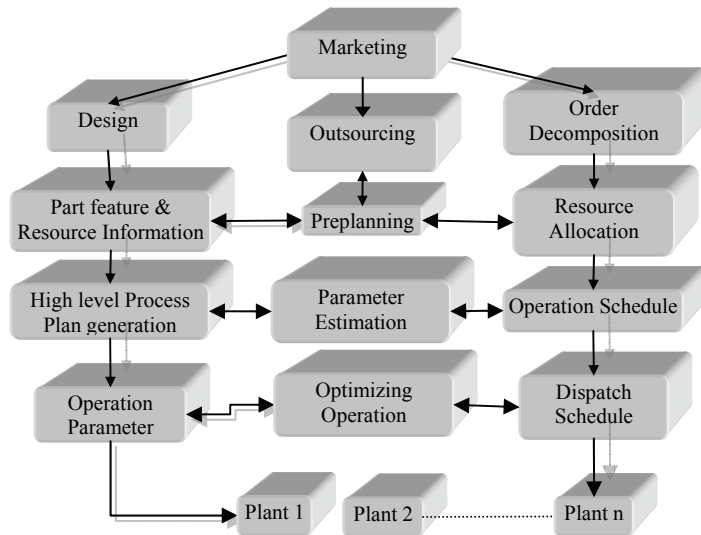 Marketing
Design
Outsourcing
Order
Decomposition
Part feature &
Resource Information
Preplanning
Resource
Allocation
High level Process
Plan generation
Parameter
Estimation
Operation Schedule
Operation
Parameter
Optimizing
Operation
Dispatch
Schedule
Plant 1
Plant 2
Plant n